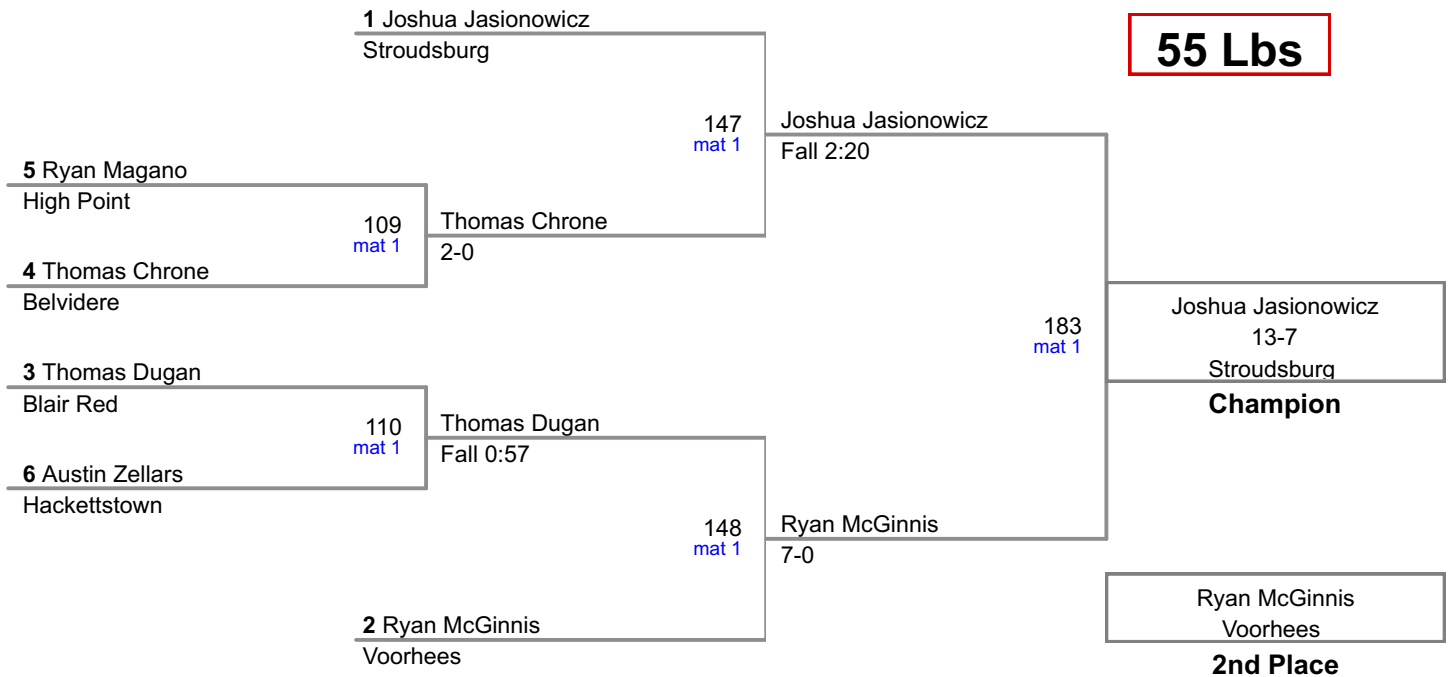 1 Joshua Jasionowicz
Stroudsburg
55 Lbs
147
mat 1
Joshua Jasionowicz
Fall 2:20
5 Ryan Magano
High Point
109
mat 1
Thomas Chrone
2-0
4 Thomas Chrone
Belvidere
183
mat 1
Joshua Jasionowicz
13-7
Stroudsburg
Champion
3 Thomas Dugan
Blair Red
110
mat 1
Thomas Dugan
Fall 0:57
6 Austin Zellars
Hackettstown
148
mat 1
Ryan McGinnis
7-0
2 Ryan McGinnis
Voorhees
Ryan McGinnis
Voorhees
2nd Place